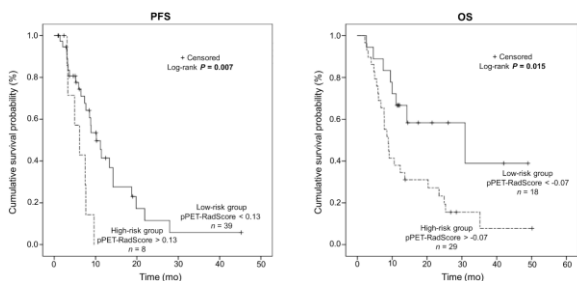 PFS
+ Censored
Log-rank P = 0.007
Cumulative survival probability (%)
1.0
0.8
0.6
0.4
0.2
0.0
Low-risk group
pPET-RadScore < 0.13
n = 39
High-risk group
pPET-RadScore > 0.13
n = 8
0 10 20 30 40 50
Time (mo)
OS
+ Censored
Log-rank P = 0.015
Cumulative survival probability (%)
1.0
0.8
0.6
0.4
0.2
0.0
Low-risk group
pPET-RadScore < -0.07
n = 18
High-risk group
pPET-RadScore > -0.07
n = 29
0 10 20 30 40 50
Time (mo)